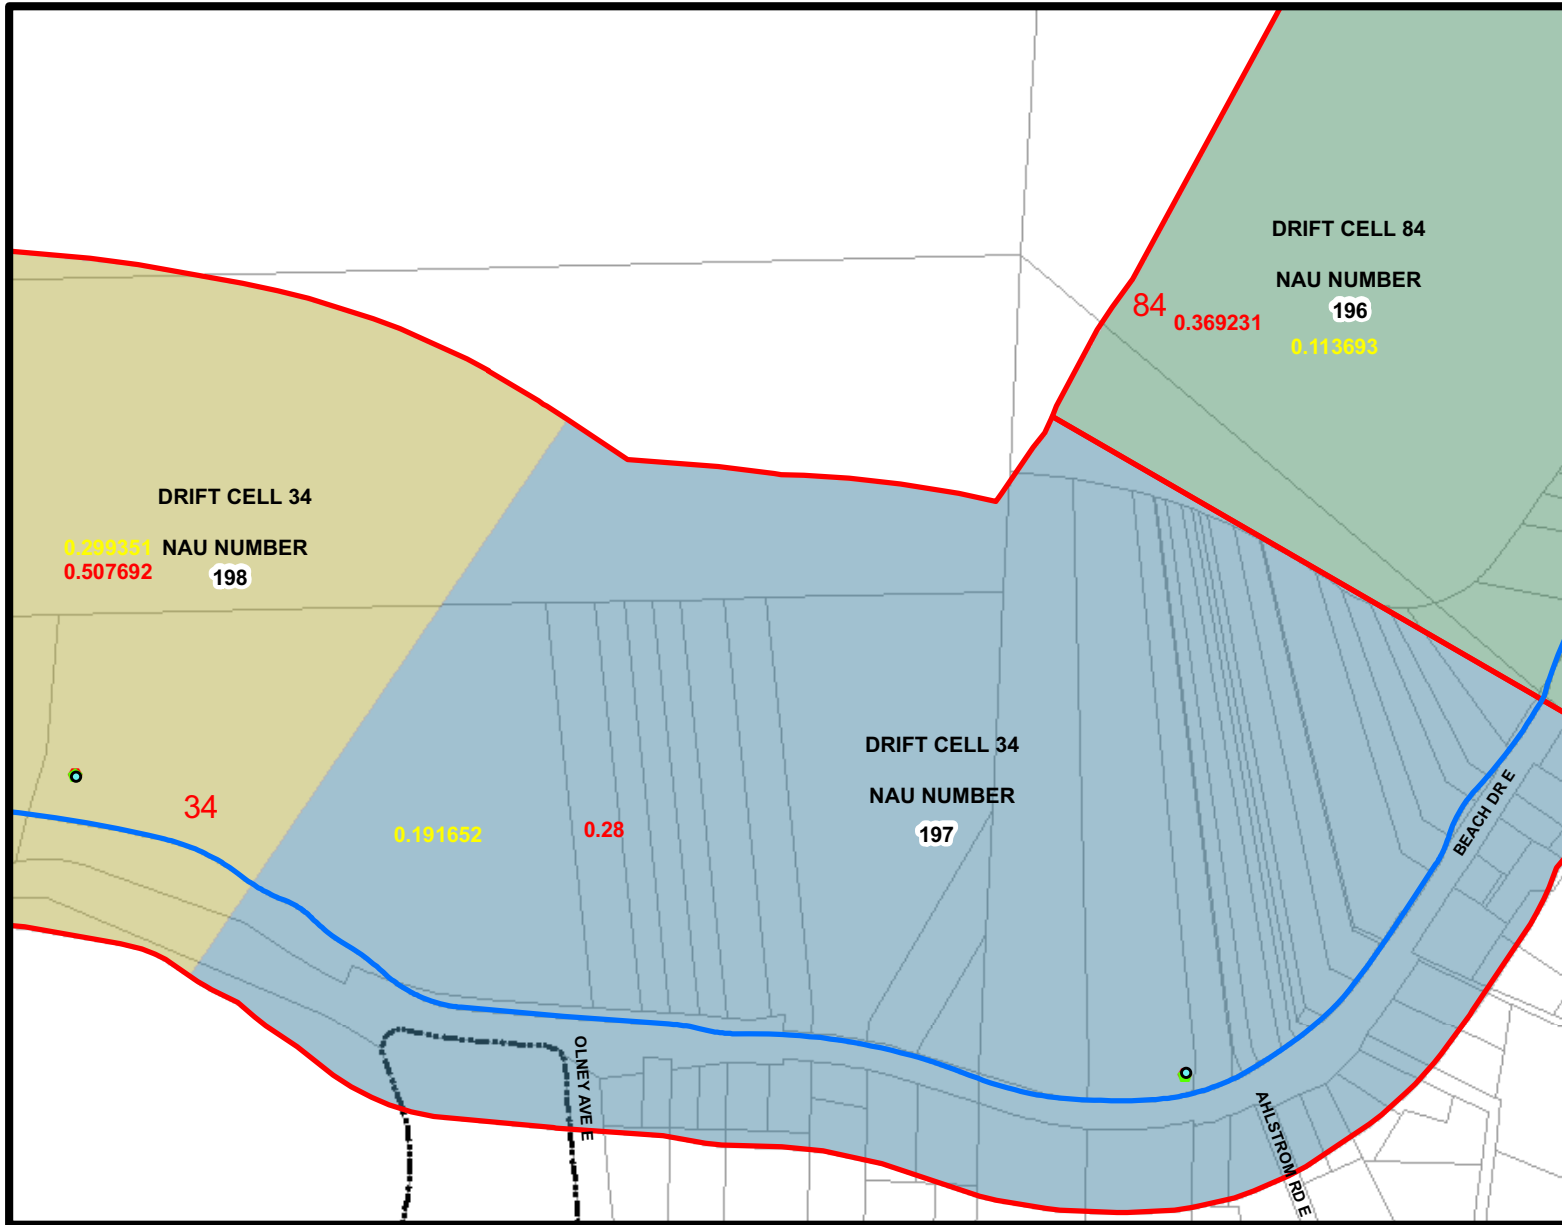 DRIFT CELL 84
NAU NUMBER
196
84
0.369231
0.113693
DRIFT CELL 34
0.299351
NAU NUMBER
0.507692
198
34
DRIFT CELL 34
NAU NUMBER
197
0.191652
0.28
BEACH DR E
OLNEY AVE E
AHLSTROM RD E